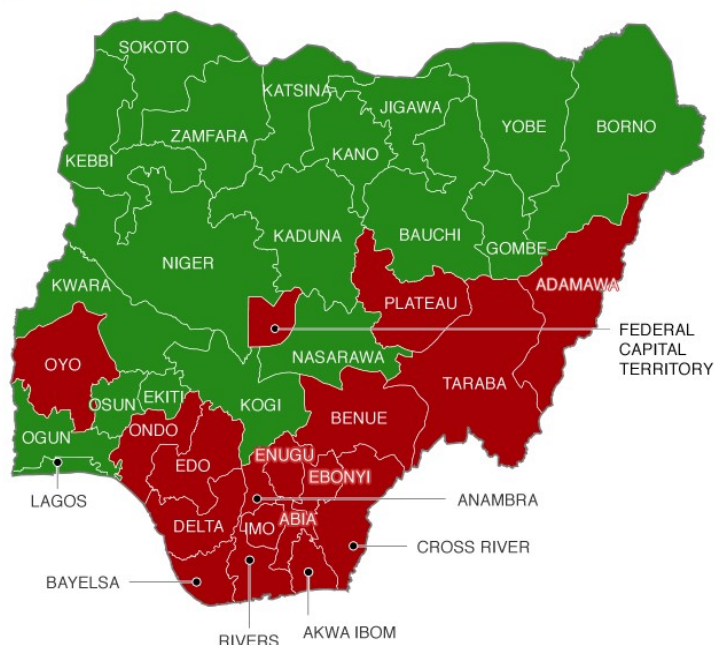 SOKOTO
KATSINA
JIGAWA
ZAMFARA
YOBE
BORNO
KEBBI
KANO
KADUNA
BAUCHI
GOMBE
NIGER
KWARA
ADAMAWA
PLATEAU
FEDERAL
CAPITAL
TERRITORY
OYO
NASARAWA
TARABA
OSUN
EKITI
KOGI
BENUE
OGUN
ONDO
ENUGU
EDO
EBONYI
LAGOS
ANAMBRA
DELTA
IMO
ABIA
CROSS RIVER
BAYELSA
RIVERS
AKWA IBOM